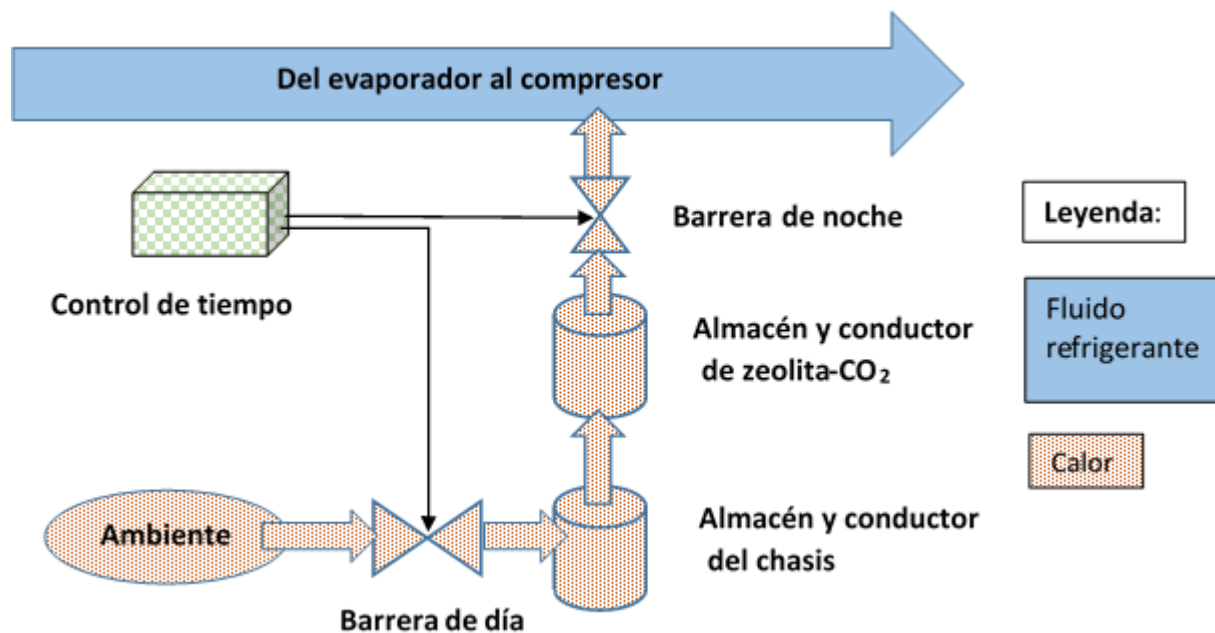 Del evaporador al compresor
Barrera de noche
Leyenda:
Control de tiempo
Almacén y conductor
de zeolita-CO₂
Fluido
refrigerante
Calor
Ambiente
Almacén y conductor
del chasis
Barrera de día